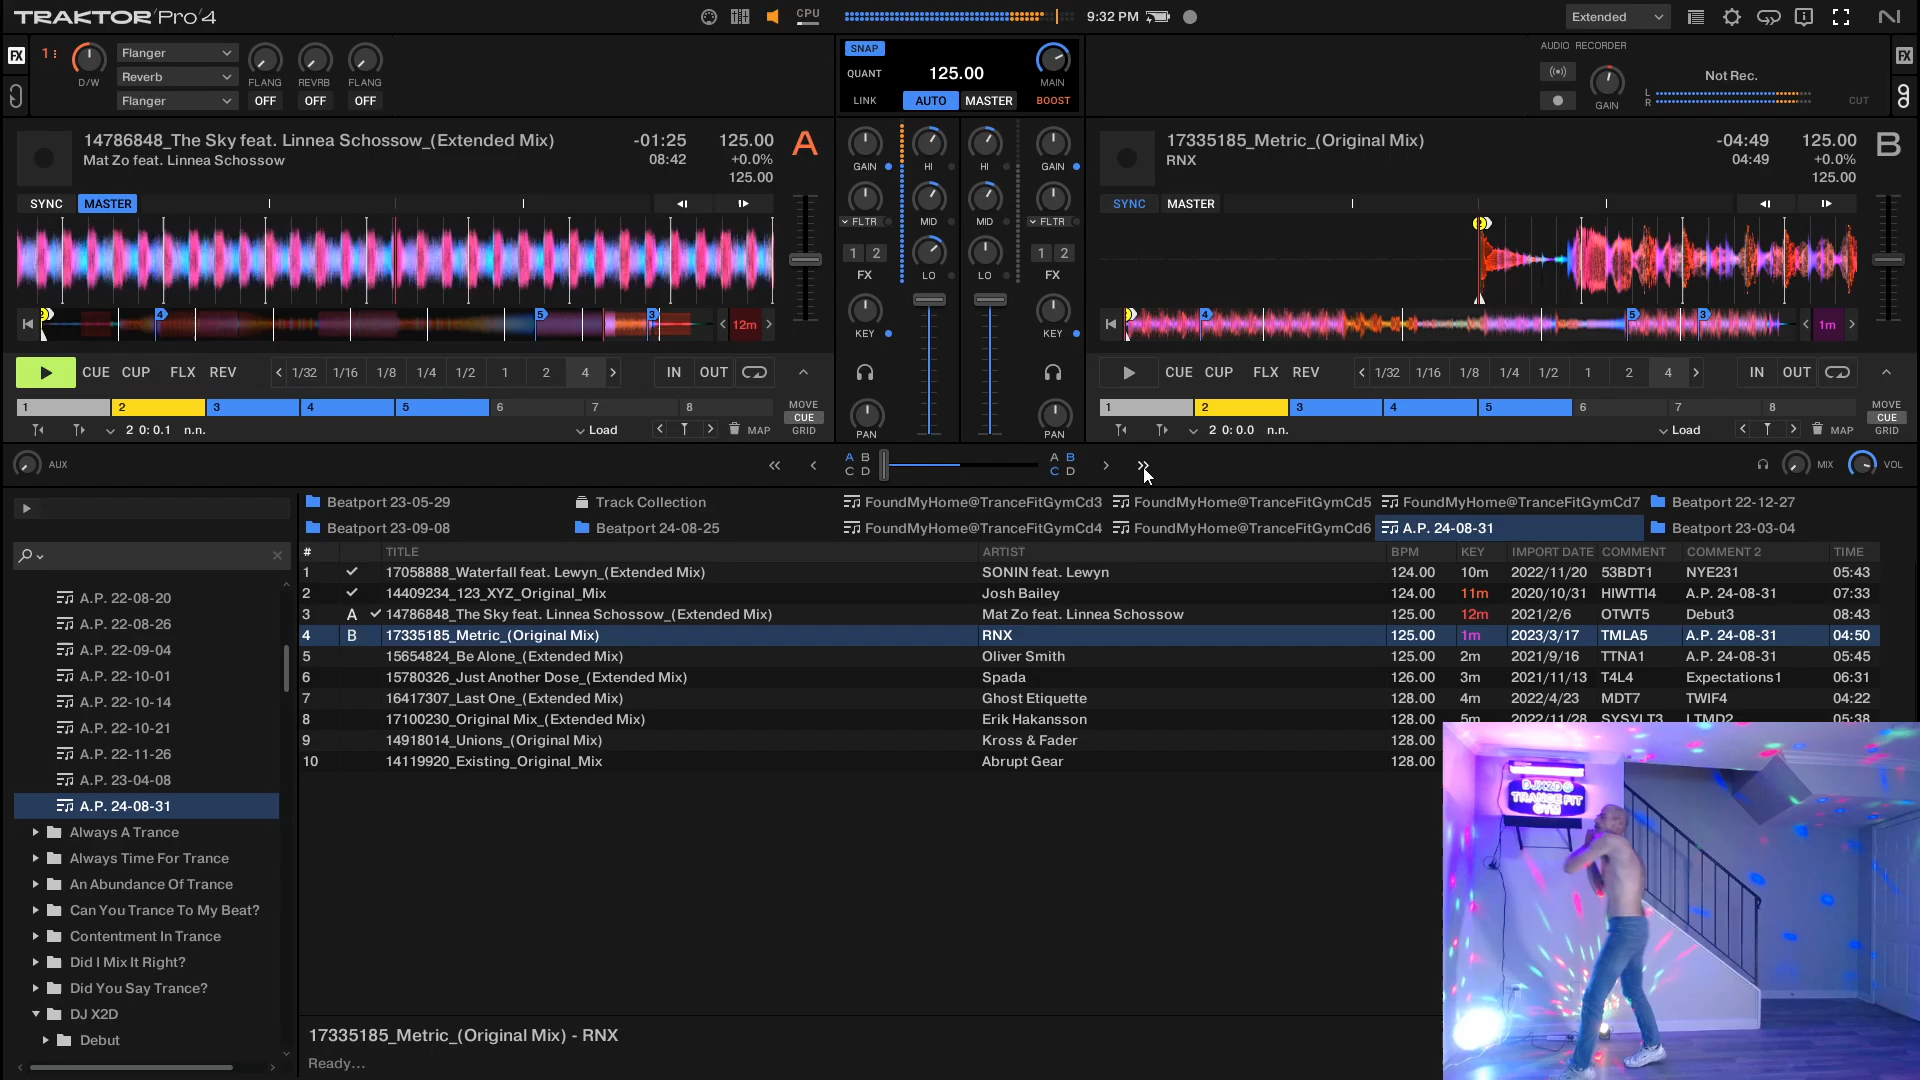 TRAKTOR Pro 4
CPU
9:32 PM
Extended
1
Flanger
Reverb
Flanger
D/W
FLANG
REVRB
FLANG
OFF
OFF
OFF
SNAP
QUANT
125.00
MAIN
LINK
AUTO
MASTER
BOOST
AUDIO RECORDER
GAIN
L
R
Not Rec.
CUT
14786848_The Sky feat. Linnea Schossow_(Extended Mix)
-01:25
125.00
A
Mat Zo feat. Linnea Schossow
08:42
+0.0%
125.00
SYNC
MASTER
4
5
3
12m
CUE
CUP
FLX
REV
1/32
1/16
1/8
1/4
1/2
1
2
4
IN
OUT
1
2
3
4
5
6
7
8
MOVE
CUE
GRID
2 0: 0.1
n.n.
Load
MAP
GAIN
HI
HI
GAIN
MID
MID
FLTR
FLTR
1 2
1 2
FX
LO
LO
FX
KEY
KEY
PAN
PAN
17335185_Metric_(Original Mix)
-04:49
125.00
B
RNX
04:49
+0.0%
125.00
SYNC
MASTER
4
5
3
1m
CUE
CUP
FLX
REV
1/32
1/16
1/8
1/4
1/2
1
2
4
IN
OUT
1
2
3
4
5
6
7
8
MOVE
CUE
GRID
2 0: 0.0
n.n.
Load
MAP
AUX
A B
C D
A B
C D
MIX
VOL
Beatport 23-05-29
Track Collection
FoundMyHome@TranceFitGymCd3
FoundMyHome@TranceFitGymCd5
FoundMyHome@TranceFitGymCd7
Beatport 22-12-27
Beatport 23-09-08
Beatport 24-08-25
FoundMyHome@TranceFitGymCd4
FoundMyHome@TranceFitGymCd6
A.P. 24-08-31
Beatport 23-03-04
# TITLE ARTIST BPM KEY IMPORT DATE COMMENT COMMENT 2 TIME
1 17058888_Waterfall feat. Lewyn_(Extended Mix) SONIN feat. Lewyn 124.00 10m 2022/11/20 53BDT1 NYE231 05:43
2 14409234_123_XYZ_Original_Mix Josh Bailey 124.00 11m 2020/10/31 HIWTTI4 A.P. 24-08-31 07:33
3 A 14786848_The Sky feat. Linnea Schossow_(Extended Mix) Mat Zo feat. Linnea Schossow 125.00 12m 2021/2/6 OTWT5 Debut3 08:43
4 B 17335185_Metric_(Original Mix) RNX 125.00 1m 2023/3/17 TMLA5 A.P. 24-08-31 04:50
5 15654824_Be Alone_(Extended Mix) Oliver Smith 125.00 2m 2021/9/16 TTNA1 A.P. 24-08-31 05:45
6 15780326_Just Another Dose_(Extended Mix) Spada 126.00 3m 2021/11/13 T4L4 Expectations1 06:31
7 16417307_Last One_(Extended Mix) Ghost Etiquette 128.00 4m 2022/4/23 MDT7 TWIF4 04:22
8 17100230_Original Mix_(Extended Mix) Erik Hakansson 128.00 5m 2022/11/28 SYSYLT3 LTMD2 05:38
9 14918014_Unions_(Original Mix) Kross & Fader 128.00
10 14119920_Existing_Original_Mix Abrupt Gear 128.00
A.P. 22-08-20
A.P. 22-08-26
A.P. 22-09-04
A.P. 22-10-01
A.P. 22-10-14
A.P. 22-10-21
A.P. 22-11-26
A.P. 23-04-08
A.P. 24-08-31
Always A Trance
Always Time For Trance
An Abundance Of Trance
Can You Trance To My Beat?
Contentment In Trance
Did I Mix It Right?
Did You Say Trance?
DJ X2D
Debut
DJX2D@
TRANCE FIT
GYM
17335185_Metric_(Original Mix) - RNX
Ready...